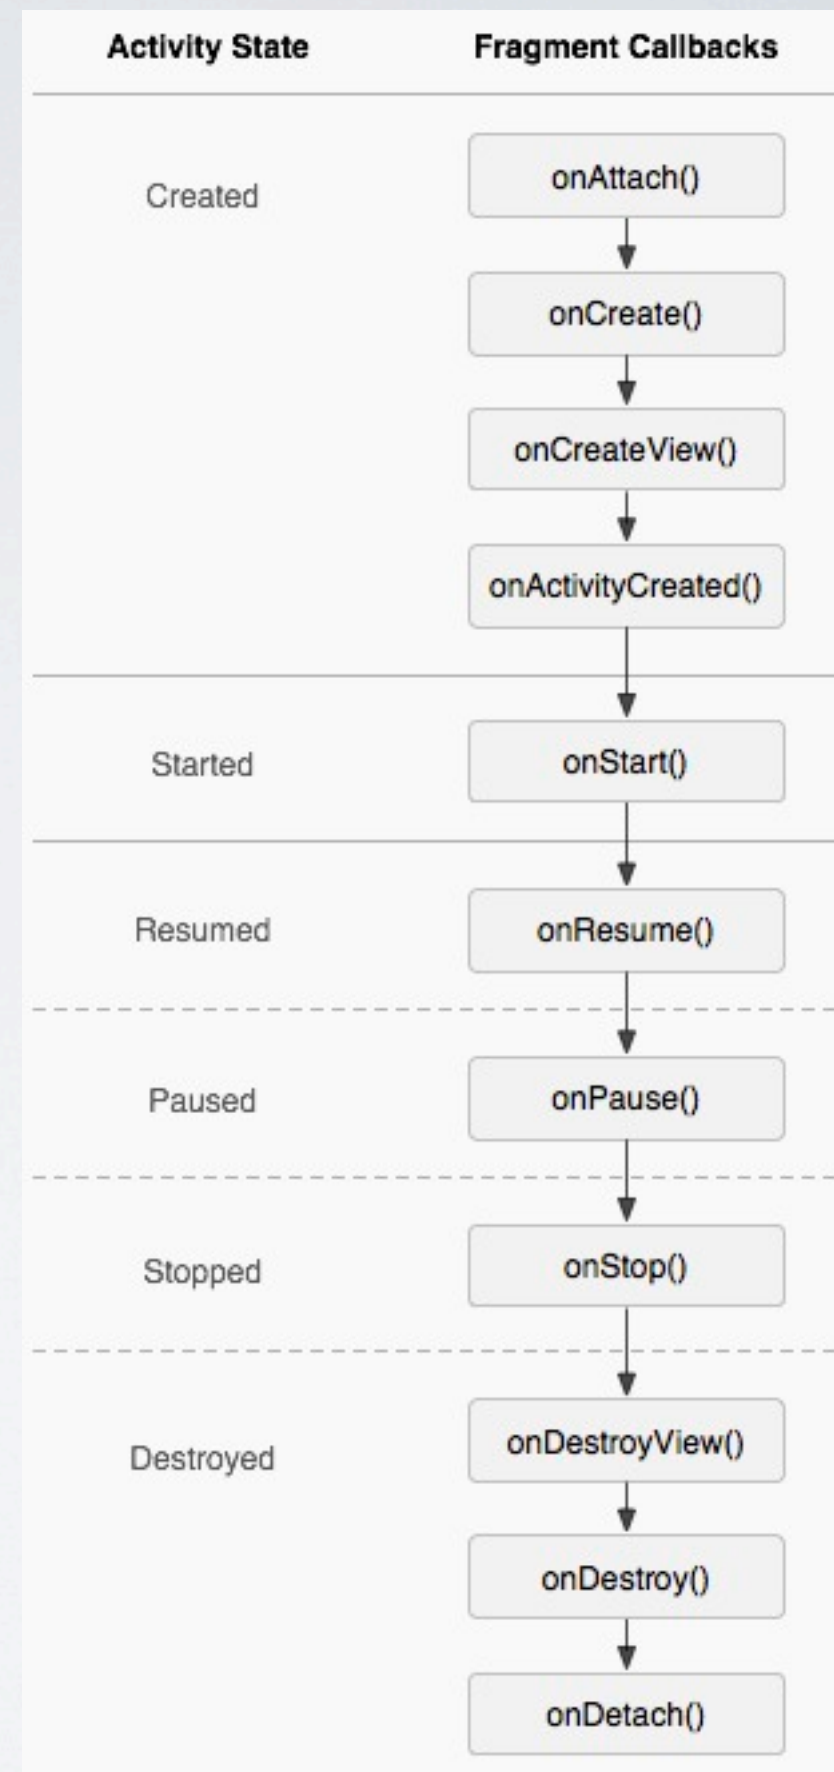 Activity State Fragment Callbacks
Created onAttach()
onCreate()
onCreateView()
onActivityCreated()
Started onStart()
Resumed onResume()
Paused onPause()
Stopped onStop()
Destroyed onDestroyView()
onDestroy()
onDetach()